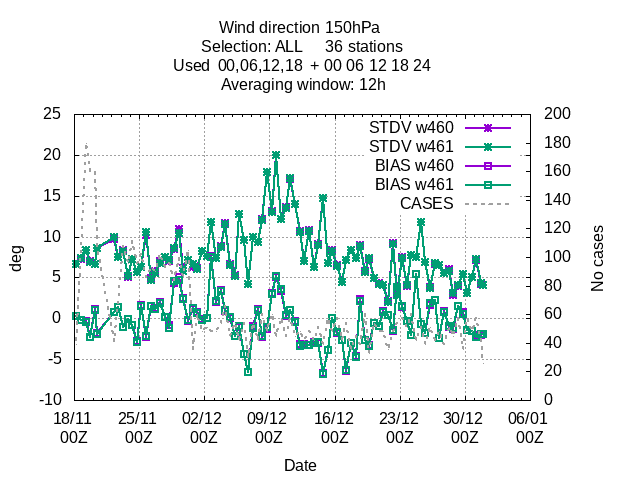 Wind direction 150hPa
Selection: ALL 36 stations
Used 00,06,12,18 + 00 06 12 18 24
Averaging window: 12h
25
20
15
10
5
0
-5
-10
deg
200
180
160
140
120
100
80
60
40
20
0
No cases
STDV w460
STDV w461
BIAS w460
BIAS w461
CASES
18/11 25/11 02/12 09/12 16/12 23/12 30/12 06/01
00Z 00Z 00Z 00Z 00Z 00Z 00Z 00Z
Date